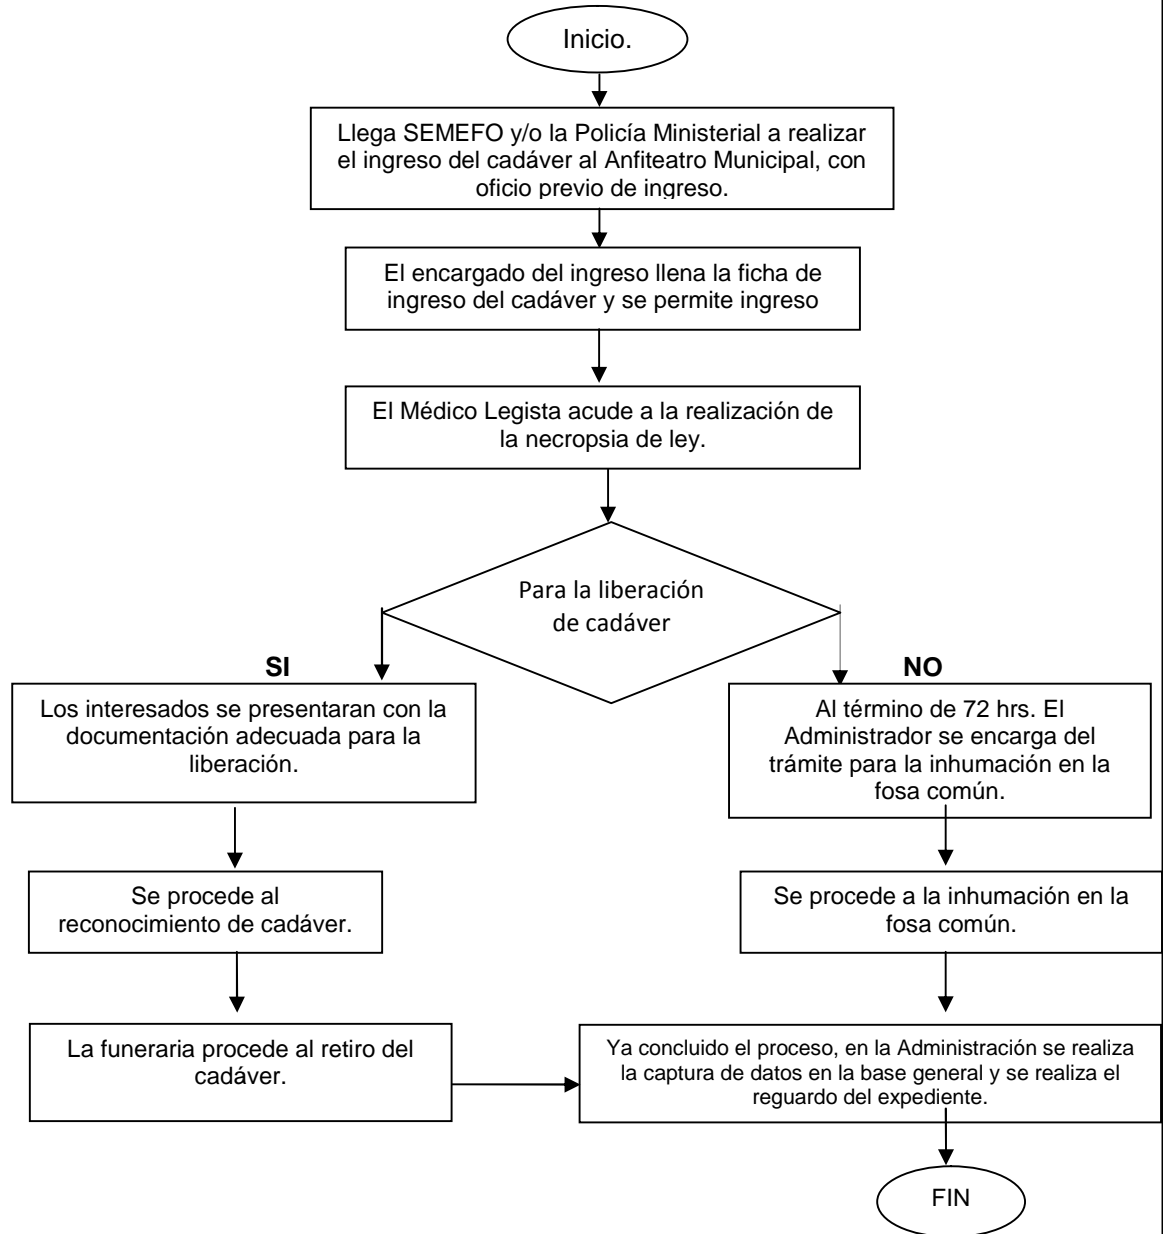 Inicio.
Llega SEMEFO y/o la Policía Ministerial a realizar
el ingreso del cadáver al Anfiteatro Municipal, con
oficio previo de ingreso.
El encargado del ingreso llena la ficha de
ingreso del cadáver y se permite ingreso
El Médico Legista acude a la realización de
la necropsia de ley.
Para la liberación
de cadáver
SI
NO
Los interesados se presentaran con la
documentación adecuada para la
liberación.
Al término de 72 hrs. El
Administrador se encarga del
trámite para la inhumación en la
fosa común.
Se procede al
reconocimiento de cadáver.
Se procede a la inhumación en la
fosa común.
La funeraria procede al retiro del
cadáver.
Ya concluido el proceso, en la Administración se realiza
la captura de datos en la base general y se realiza el
reguardo del expediente.
FIN